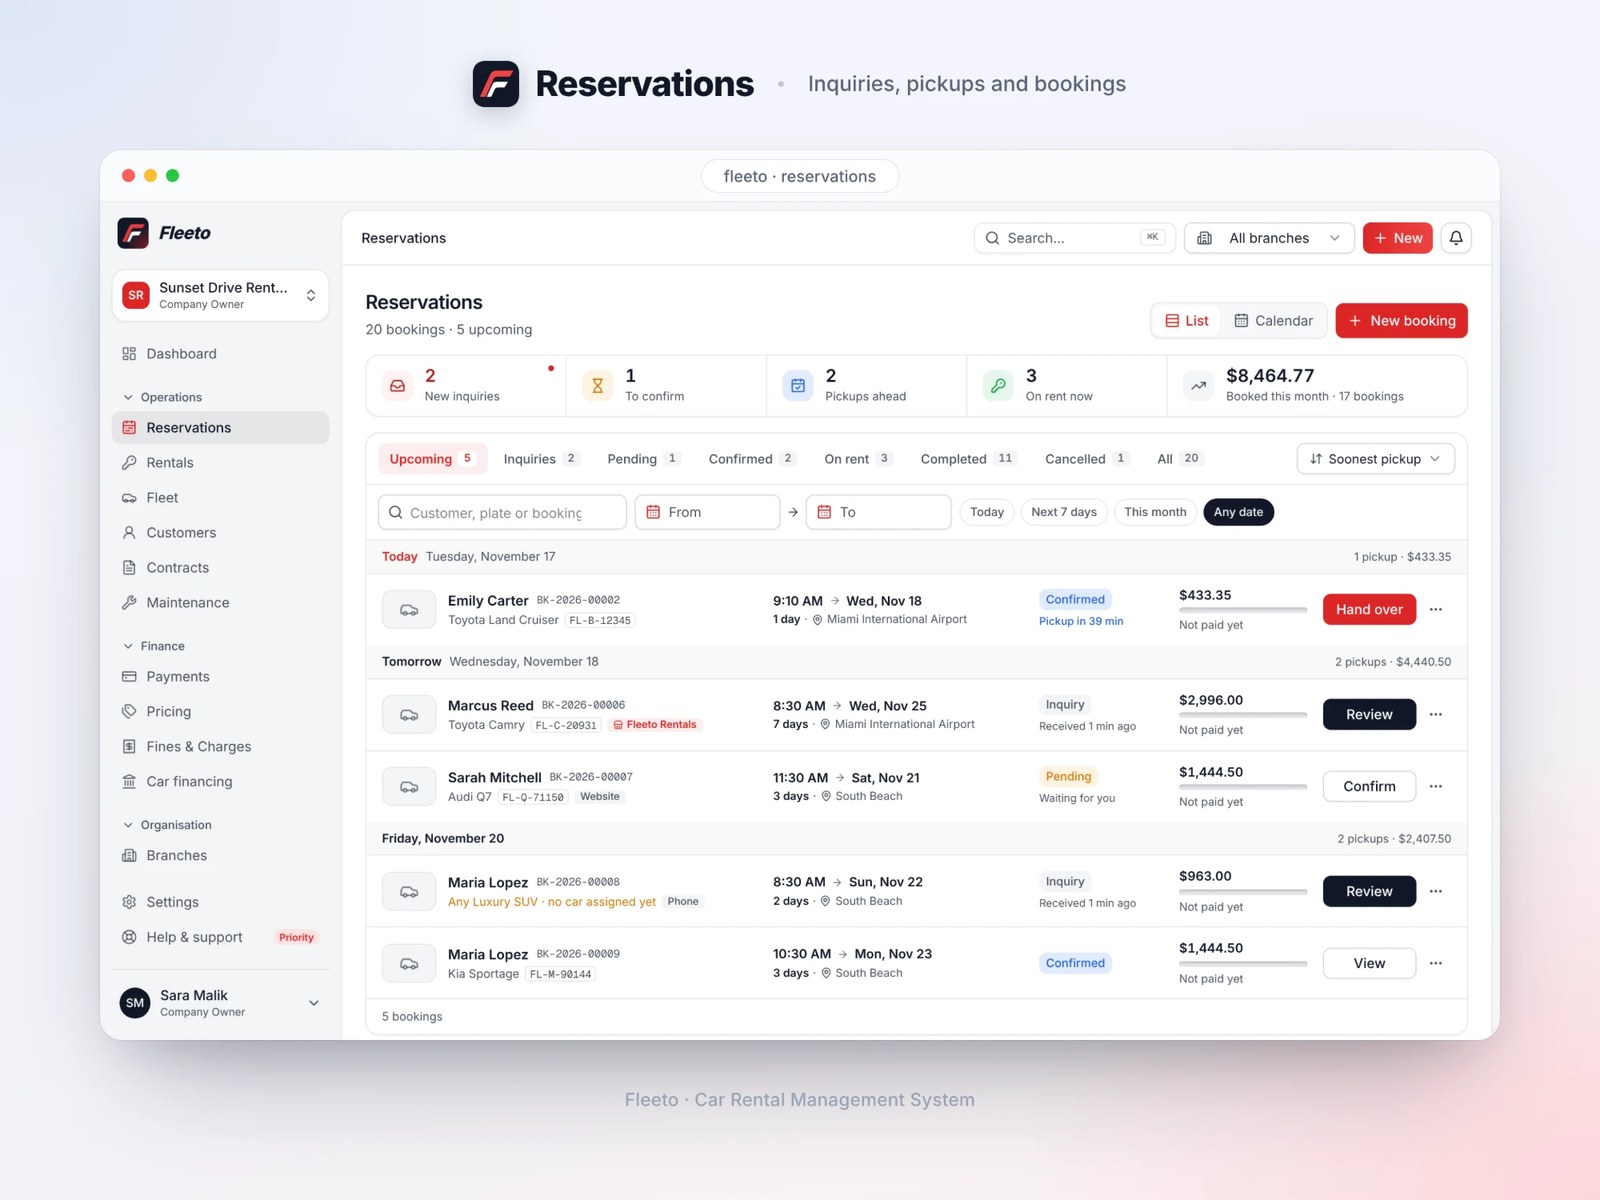 Reservations · Inquiries, pickups and bookings
fleeto · reservations
Fleeto
SR Sunset Drive Rent...
Company Owner
Dashboard
Operations
Reservations
Rentals
Fleet
Customers
Contracts
Maintenance
Finance
Payments
Pricing
Fines & Charges
Car financing
Organisation
Branches
Settings
Help & support Priority
SM Sara Malik
Company Owner
Reservations
Search... ⌘K
All branches
+ New
Reservations
20 bookings · 5 upcoming
List Calendar
+ New booking
2
New inquiries
1
To confirm
2
Pickups ahead
3
On rent now
$8,464.77
Booked this month · 17 bookings
Upcoming 5 Inquiries 2 Pending 1 Confirmed 2 On rent 3 Completed 11 Cancelled 1 All 20
Soonest pickup
Customer, plate or booking
From → To
Today Next 7 days This month Any date
Today Tuesday, November 17 1 pickup · $433.35
Emily Carter BK-2026-00002
Toyota Land Cruiser FL-B-12345
9:10 AM → Wed, Nov 18
1 day · Miami International Airport
Confirmed
Pickup in 39 min
$433.35
Not paid yet
Hand over
Tomorrow Wednesday, November 18 2 pickups · $4,440.50
Marcus Reed BK-2026-00006
Toyota Camry FL-C-20931 Fleeto Rentals
8:30 AM → Wed, Nov 25
7 days · Miami International Airport
Inquiry
Received 1 min ago
$2,996.00
Not paid yet
Review
Sarah Mitchell BK-2026-00007
Audi Q7 FL-Q-71150 Website
11:30 AM → Sat, Nov 21
3 days · South Beach
Pending
Waiting for you
$1,444.50
Not paid yet
Confirm
Friday, November 20 2 pickups · $2,407.50
Maria Lopez BK-2026-00008
Any Luxury SUV · no car assigned yet Phone
8:30 AM → Sun, Nov 22
2 days · South Beach
Inquiry
Received 1 min ago
$963.00
Not paid yet
Review
Maria Lopez BK-2026-00009
Kia Sportage FL-M-90144
10:30 AM → Mon, Nov 23
3 days · South Beach
Confirmed
$1,444.50
Not paid yet
View
5 bookings
Fleeto · Car Rental Management System